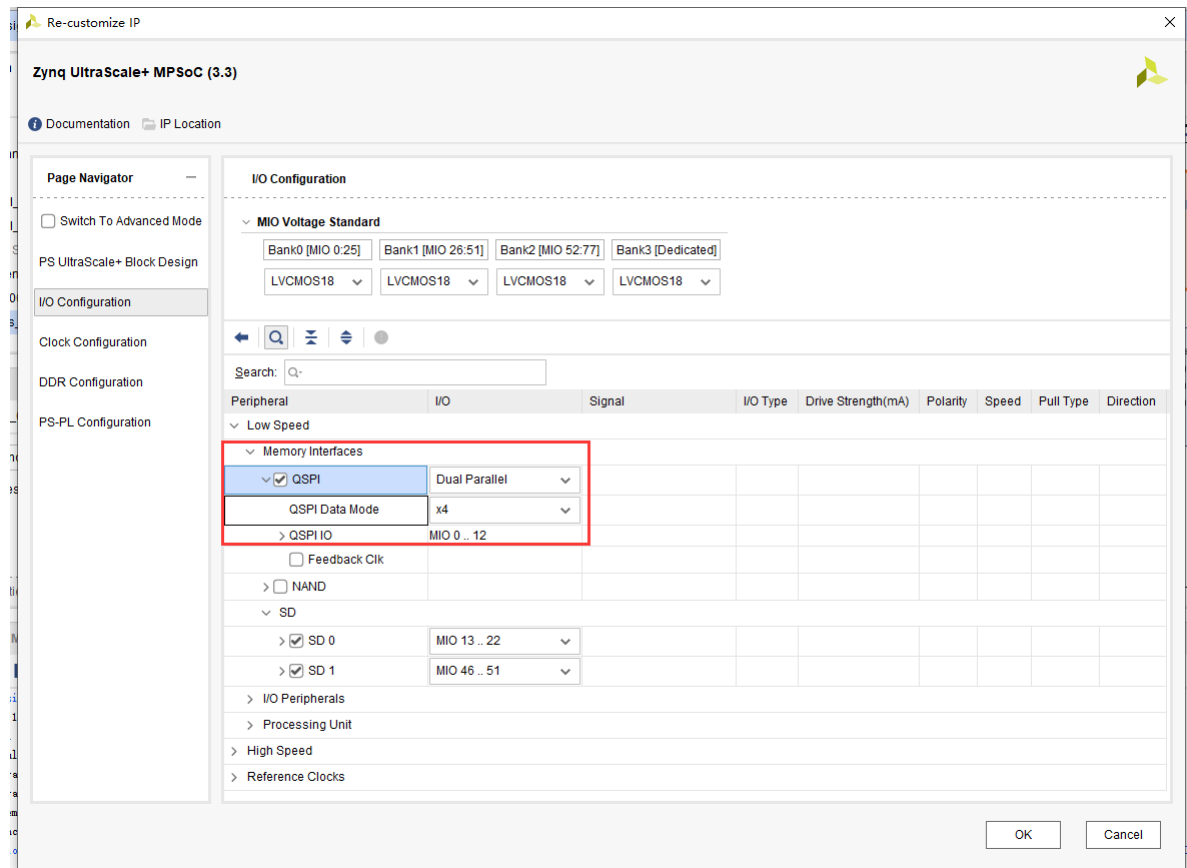 Re-customize IP
Zynq UltraScale+ MPSoC (3.3)
Documentation IP Location
Page Navigator
Switch To Advanced Mode
PS UltraScale+ Block Design
I/O Configuration
Clock Configuration
DDR Configuration
PS-PL Configuration
I/O Configuration
MIO Voltage Standard
Bank0 [MIO 0:25] Bank1 [MIO 26:51] Bank2 [MIO 52:77] Bank3 [Dedicated]
LVCMOS18 LVCMOS18 LVCMOS18 LVCMOS18
Search:
Peripheral I/O Signal I/O Type Drive Strength(mA) Polarity Speed Pull Type Direction
Low Speed
Memory Interfaces
QSPI Dual Parallel
QSPI Data Mode x4
QSPI IO MIO 0 .. 12
Feedback Clk
NAND
SD
SD 0 MIO 13 .. 22
SD 1 MIO 46 .. 51
I/O Peripherals
Processing Unit
High Speed
Reference Clocks
OK Cancel